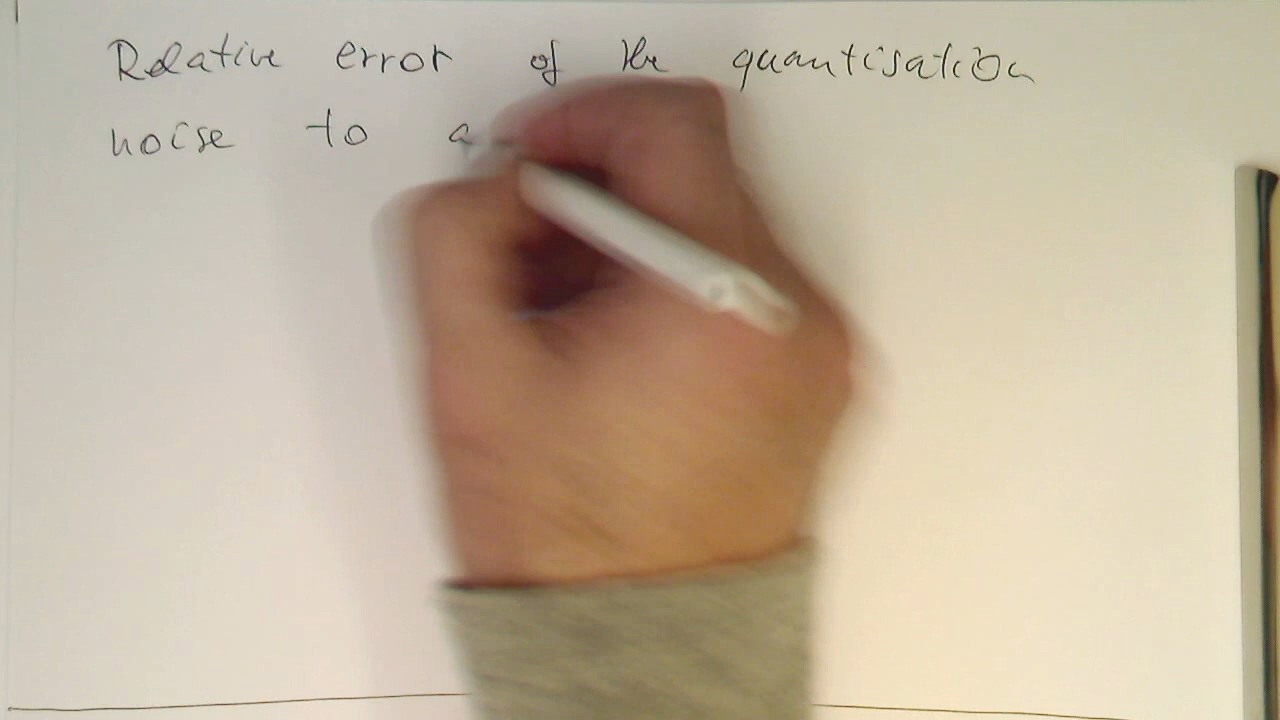 Relative error of the quantisation
noise to a